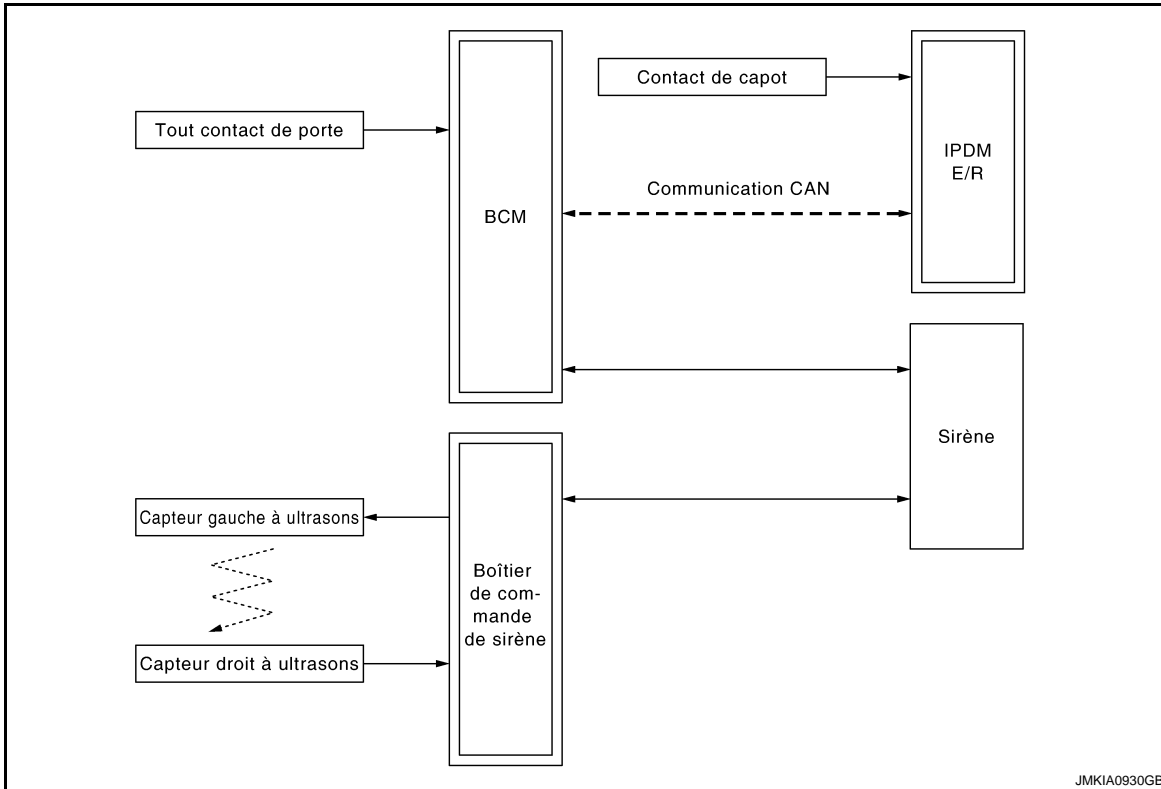 Contact de capot
Tout contact de porte
IPDM
E/R
Communication CAN
BCM
Sirène
Capteur gauche à ultrasons
Boîtier
de com-
mande
de sirène
Capteur droit à ultrasons
JMKIA0930GB